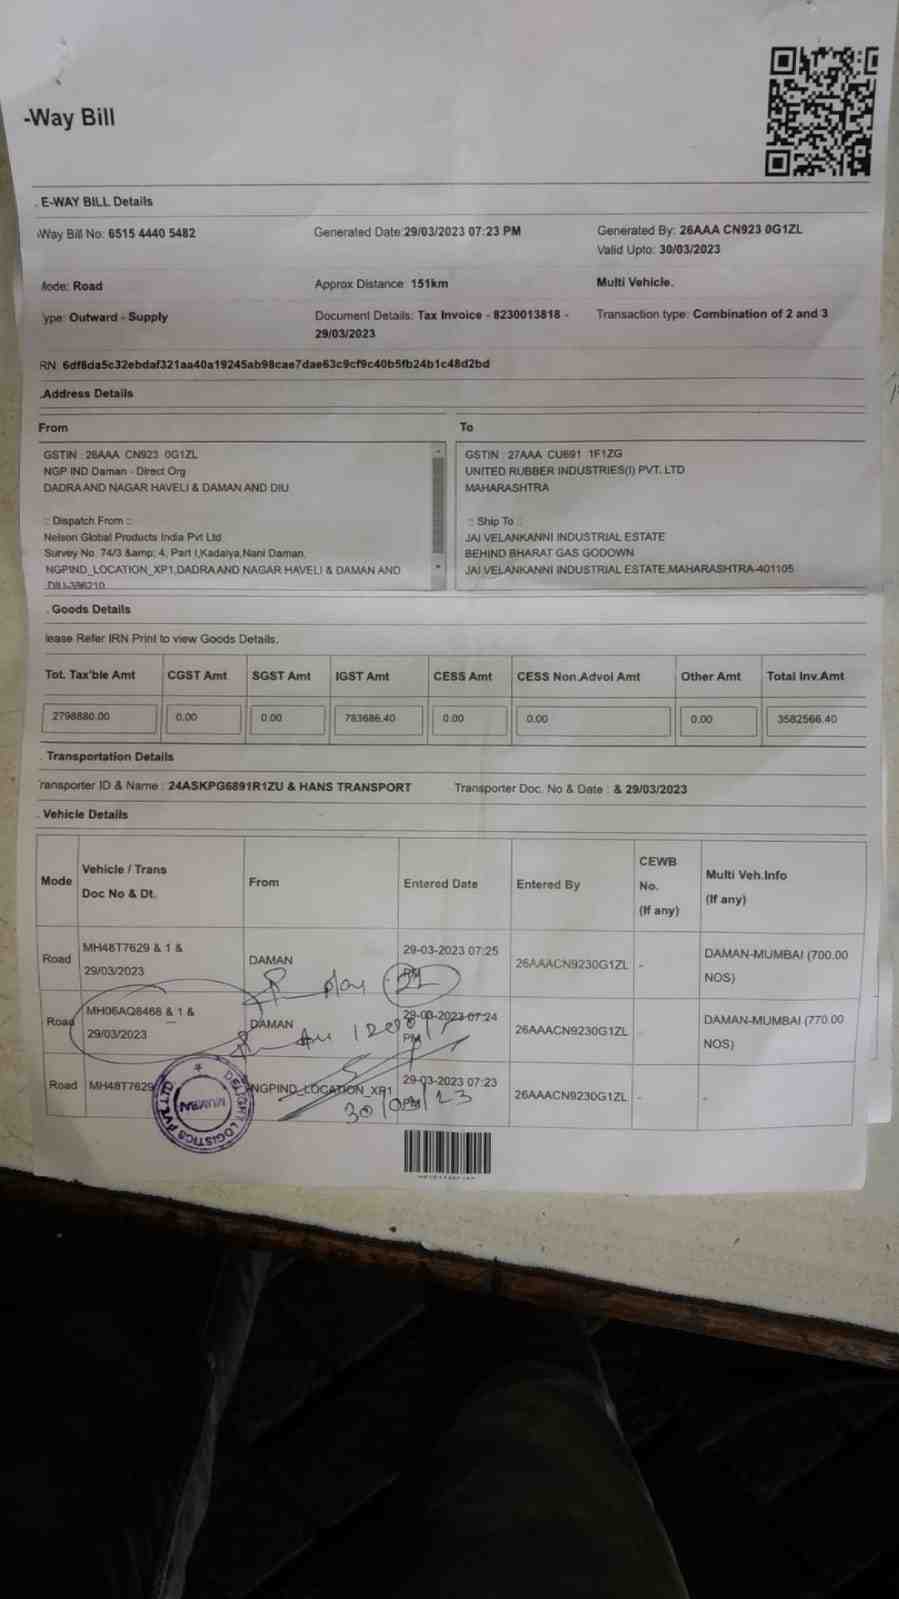 -Way Bill
. E-WAY BILL Details
Way Bill No: 6515 4440 5482 Generated Date:29/03/2023 07:23 PM Generated By: 26AAA CN923 0G1ZL
Valid Upto: 30/03/2023
Mode: Road Approx Distance: 151km Multi Vehicle.
ype: Outward - Supply Document Details: Tax Invoice - 8230013818 - Transaction type: Combination of 2 and 3
29/03/2023
RN: 6df8da5c32ebdaf321aa40a19245ab98cae7dae63c9cf9c40b5fb24b1c48d2bd
.Address Details
From To
GSTIN : 26AAA CN923 0G1ZL GSTIN : 27AAA CU691 1F1ZG
NGP IND Daman - Direct Org UNITED RUBBER INDUSTRIES(I) PVT. LTD
DADRA AND NAGAR HAVELI & DAMAN AND DIU MAHARASHTRA
:: Dispatch From :: :: Ship To ::
Nelson Global Products India Pvt Ltd JAI VELANKANNI INDUSTRIAL ESTATE
Survey No. 74/3 &amp; 4, Part I,Kadaiya,Nani Daman, BEHIND BHARAT GAS GODOWN
NGPIND_LOCATION_XP1,DADRA AND NAGAR HAVELI & DAMAN AND JAI VELANKANNI INDUSTRIAL ESTATE,MAHARASHTRA-401105
DIU-396210
. Goods Details
lease Refer IRN Print to view Goods Details.
Tot. Tax'ble Amt CGST Amt SGST Amt IGST Amt CESS Amt CESS Non.Advol Amt Other Amt Total Inv.Amt
2798880.00 0.00 0.00 783686.40 0.00 0.00 0.00 3582566.40
. Transportation Details
ransporter ID & Name : 24ASKPG6891R1ZU & HANS TRANSPORT Transporter Doc. No & Date : & 29/03/2023
. Vehicle Details
Mode Vehicle / Trans Doc No & Dt. From Entered Date Entered By CEWB No. (If any) Multi Veh.Info (If any)
Road MH48T7629 & 1 & 29/03/2023 DAMAN 29-03-2023 07:25 PM 26AAACN9230G1ZL - DAMAN-MUMBAI (700.00 NOS)
Road MH06AQ8468 & 1 & 29/03/2023 DAMAN 29-03-2023 07:24 PM 26AAACN9230G1ZL - DAMAN-MUMBAI (770.00 NOS)
Road MH48T7629 NGPIND_LOCATION_XP1 29-03-2023 07:23 PM 26AAACN9230G1ZL - -
DELIGHT LOGISTICS PVT LTD
MUMBAI